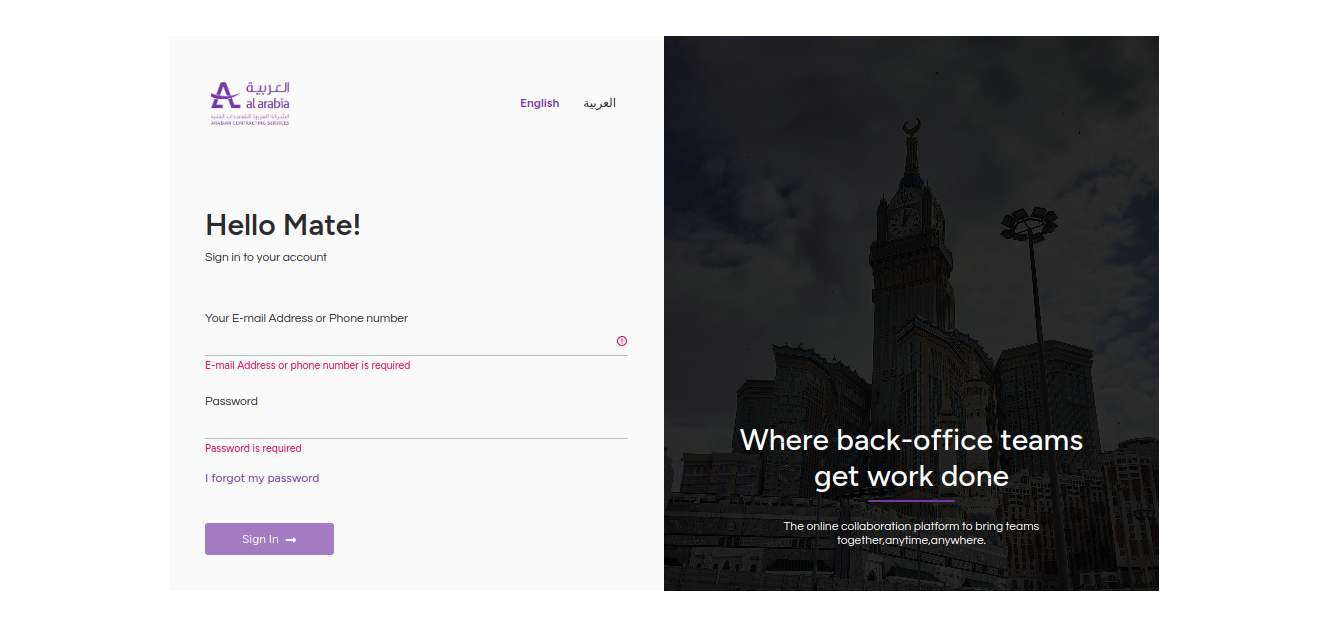 العربية
al arabia
ARABIAN CONTRACTING SERVICES
English
العربية
Hello Mate!
Sign in to your account
Your E-mail Address or Phone number
E-mail Address or phone number is required
Password
Password is required
I forgot my password
Sign In
Where back-office teams
get work done
The online collaboration platform to bring teams
together,anytime,anywhere.